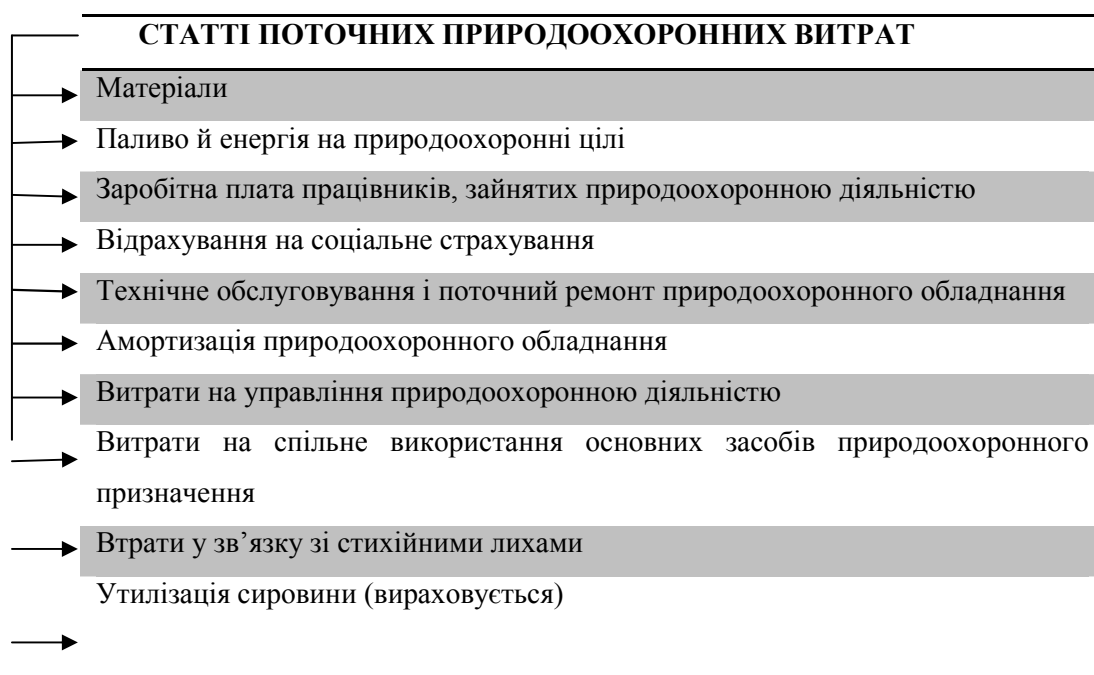 СТАТТІ ПОТОЧНИХ ПРИРОДООХОРОННИХ ВИТРАТ
Матеріали
Паливо й енергія на природоохоронні цілі
Заробітна плата працівників, зайнятих природоохоронною діяльністю
Відрахування на соціальне страхування
Технічне обслуговування і поточний ремонт природоохоронного обладнання
Амортизація природоохоронного обладнання
Витрати на управління природоохоронною діяльністю
Витрати на спільне використання основних засобів природоохоронного
призначення
Втрати у зв’язку зі стихійними лихами
Утилізація сировини (вираховується)